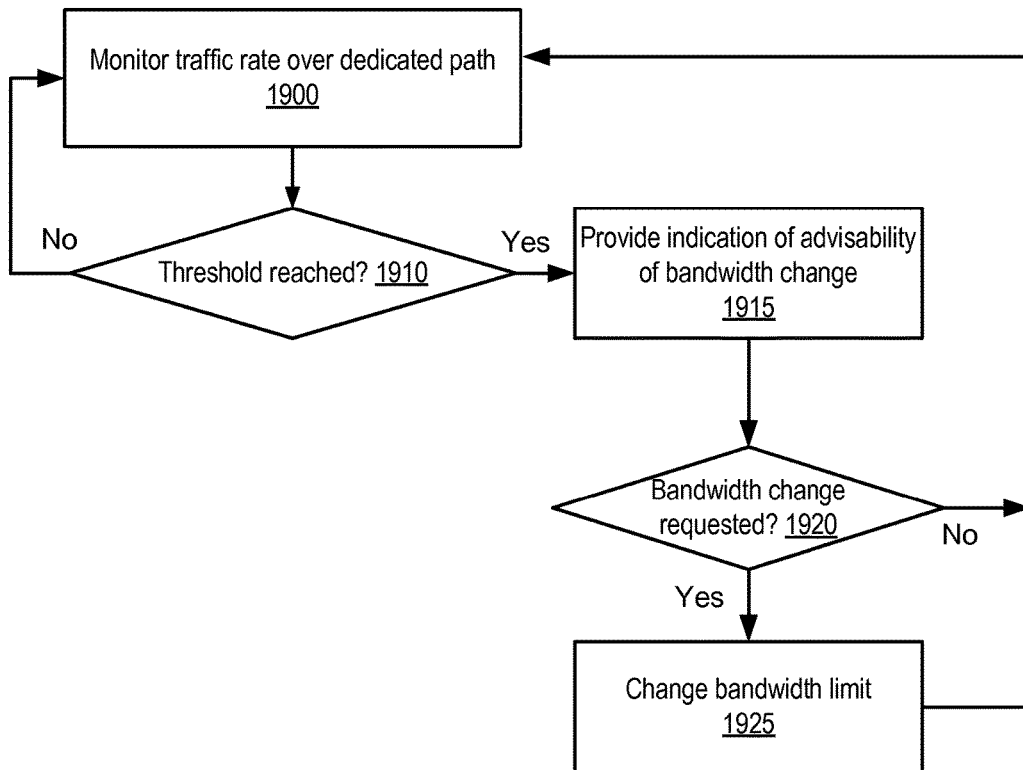 Monitor traffic rate over dedicated path
1900
No
Threshold reached? 1910
Yes
Provide indication of advisability
of bandwidth change
1915
Bandwidth change
requested? 1920
No
Yes
Change bandwidth limit
1925